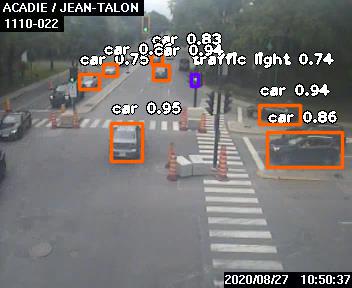 ACADIE / JEAN-TALON
1110-022
car 0.83
car 0.94
car 0.75
traffic light 0.74
car 0.94
car 0.95
car 0.86
2020/08/27 10:50:37